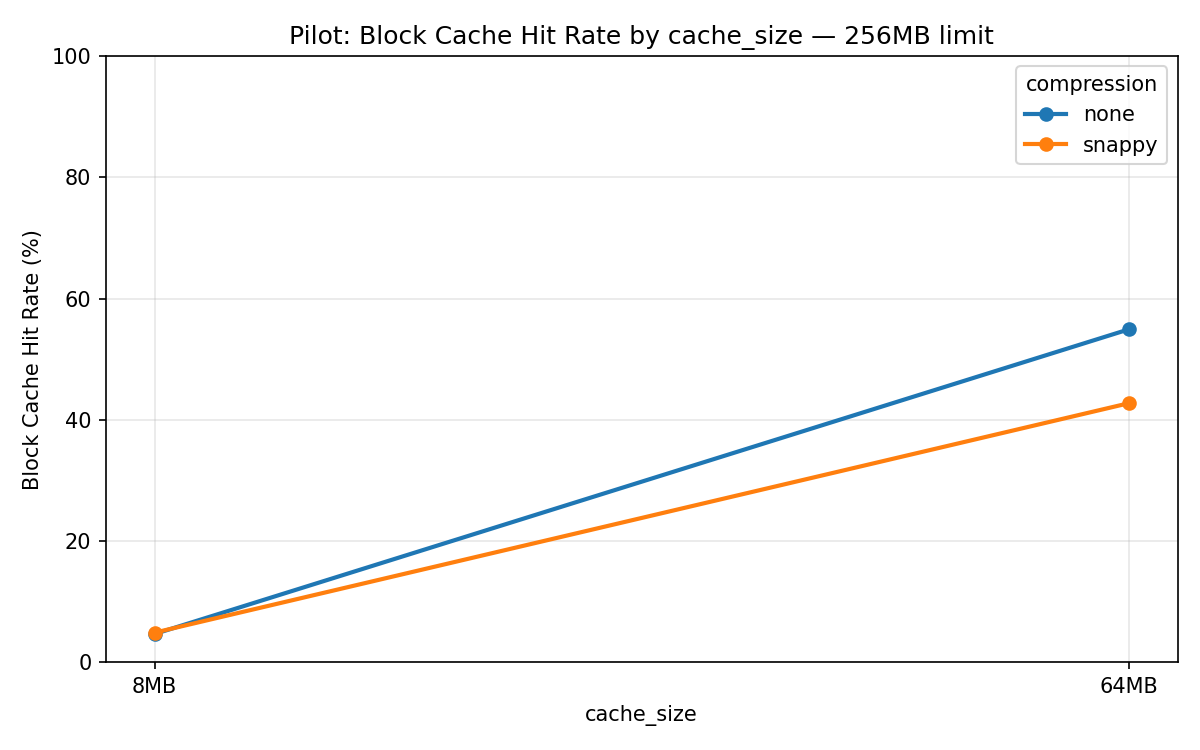 Pilot: Block Cache Hit Rate by cache_size — 256MB limit
100
80
60
40
20
0
Block Cache Hit Rate (%)
compression
none
snappy
8MB
64MB
cache_size